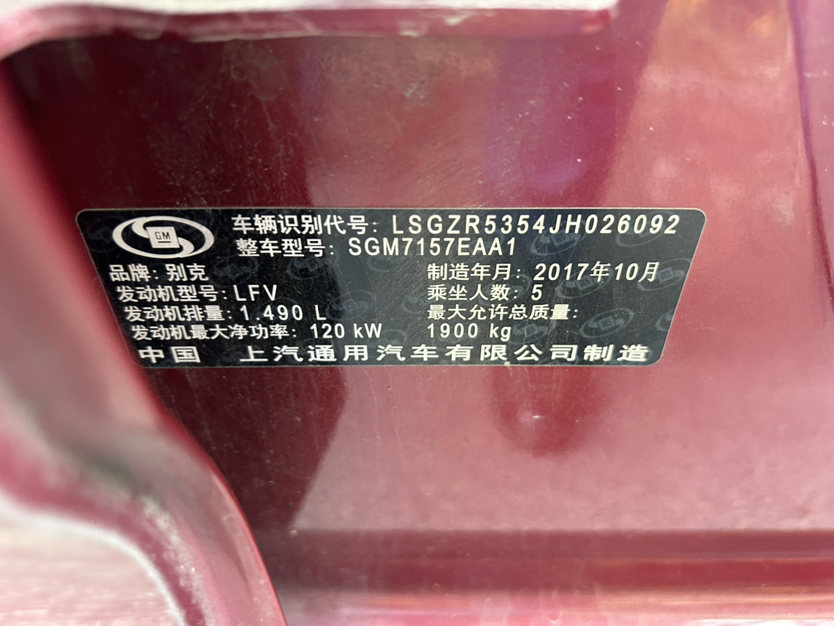 GM
车辆识别代号: LSGZR5354JH026092
整车型号: SGM7157EAA1
品牌: 别克
制造年月: 2017年10月
发动机型号: LFV
乘坐人数: 5
发动机排量: 1.490 L
最大允许总质量:
发动机最大净功率: 120 kW
1900 kg
中国 上汽通用汽车有限公司制造